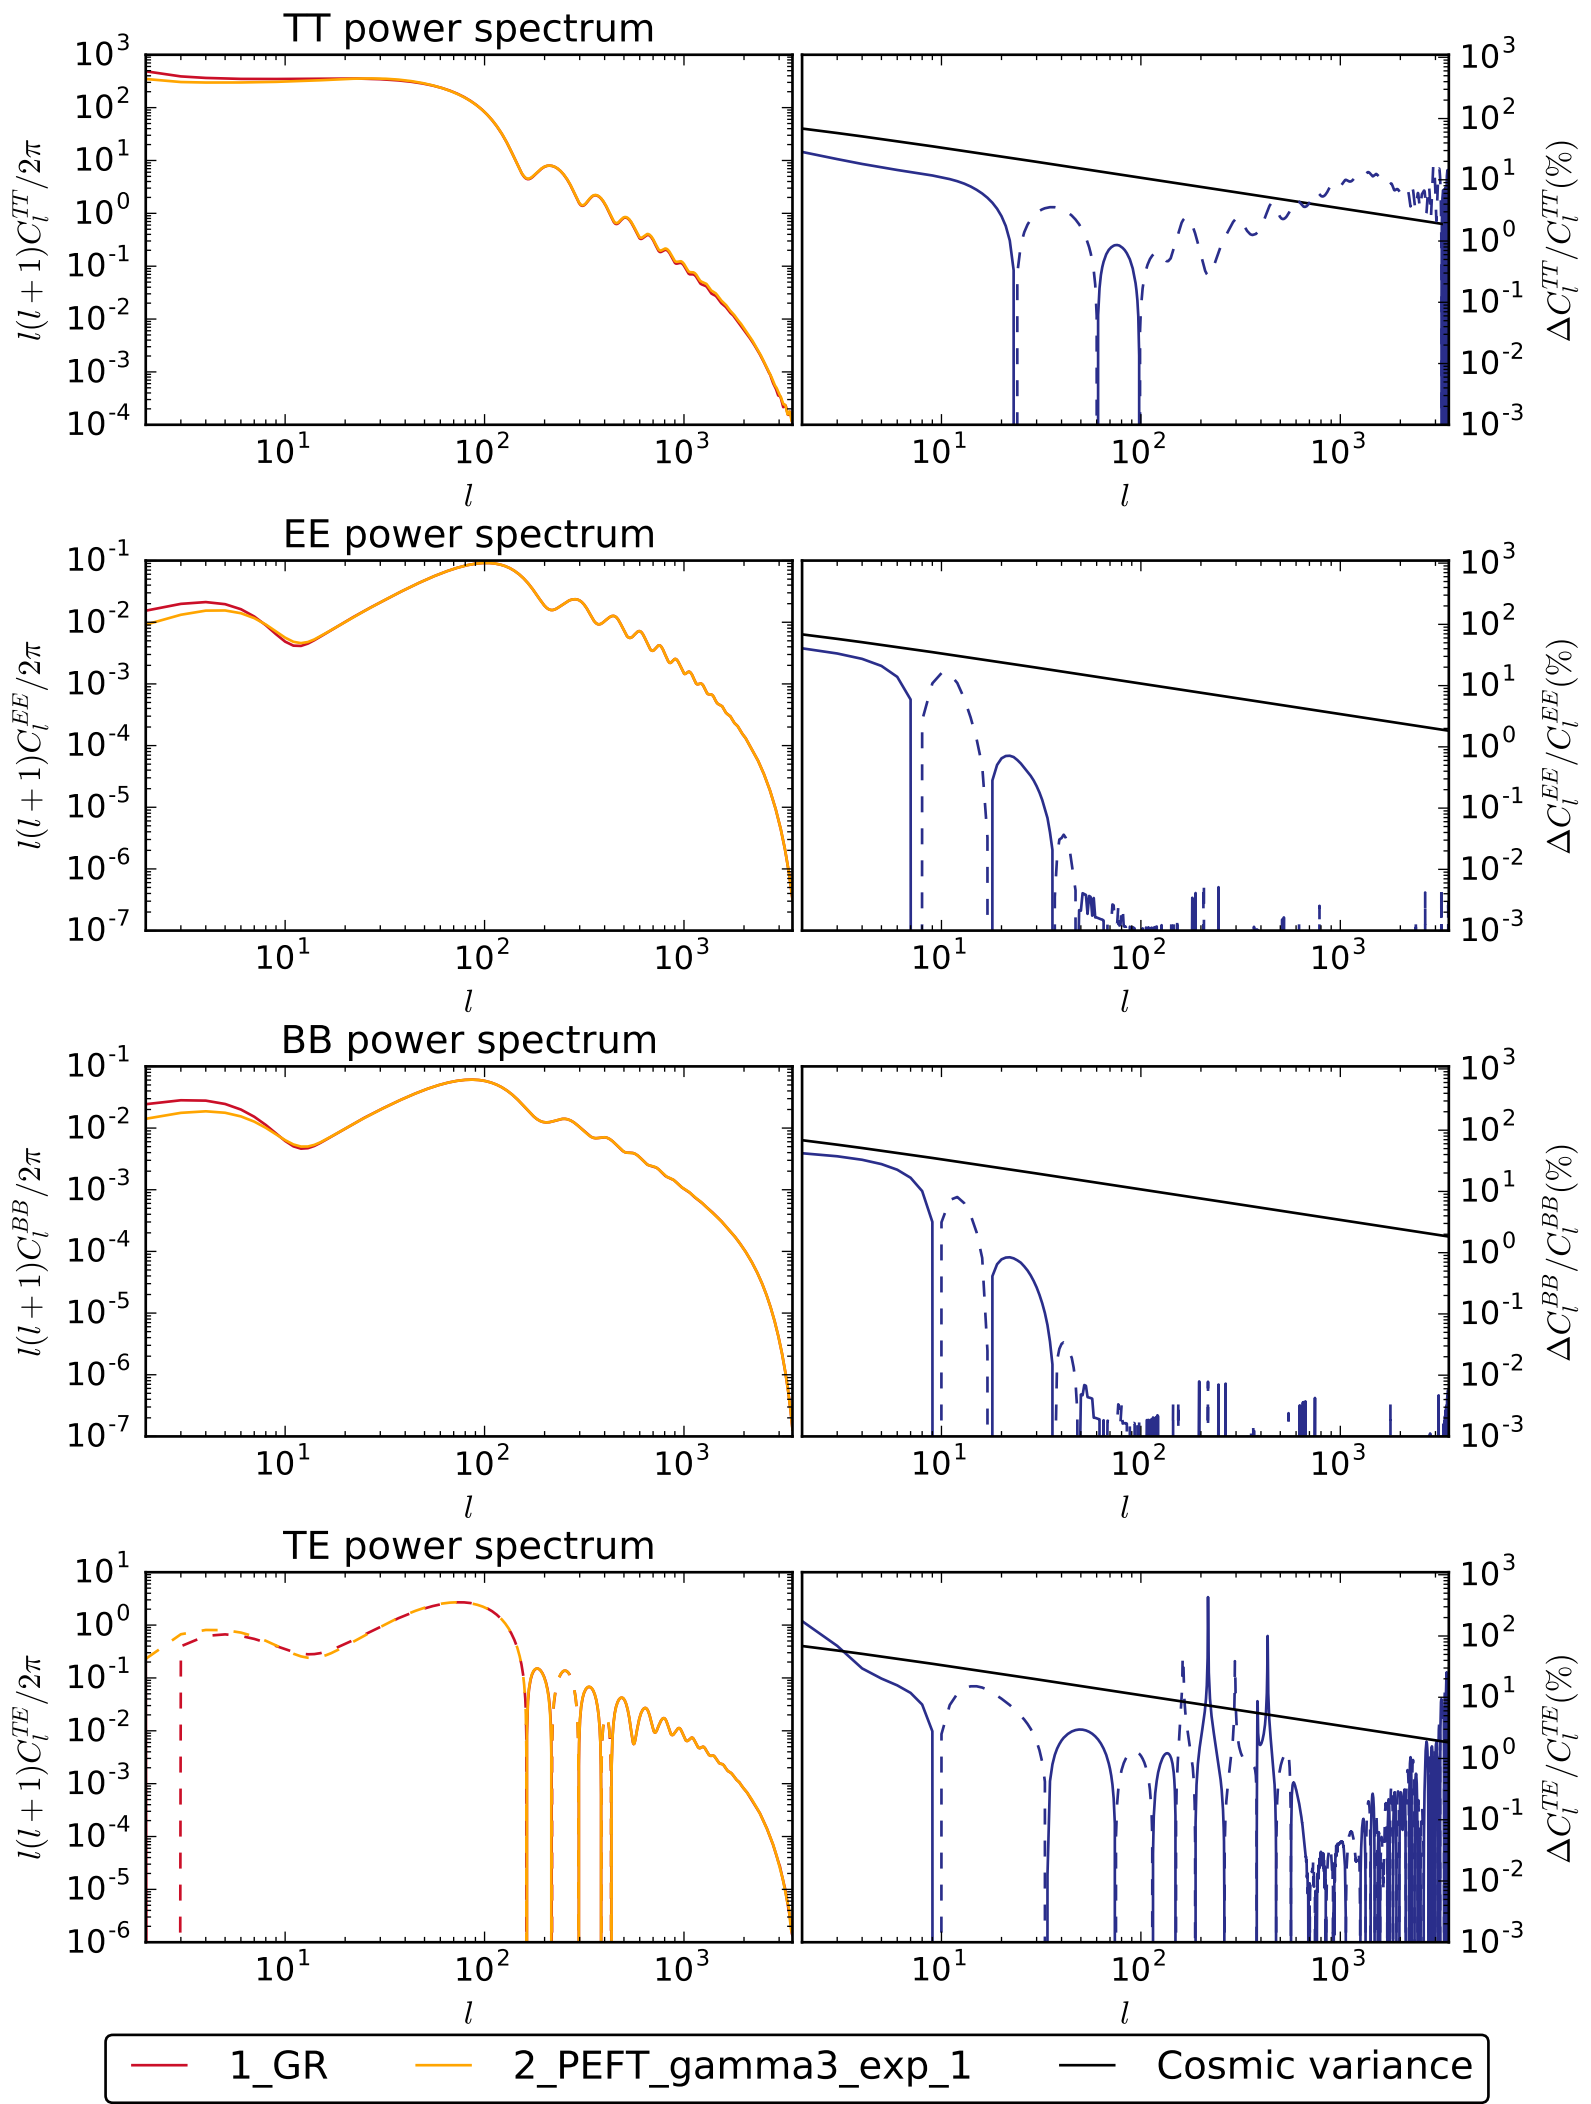 TT power spectrum
10^3
10^2
10^1
10^0
10^-1
10^-2
10^-3
10^-4
l(l + 1)C_l^{TT}/2π
10^1 10^2 10^3
l
10^3
10^2
10^1
10^0
10^-1
10^-2
10^-3
ΔC_l^{TT}/C_l^{TT}(%)
10^1 10^2 10^3
l
EE power spectrum
10^-1
10^-2
10^-3
10^-4
10^-5
10^-6
10^-7
l(l + 1)C_l^{EE}/2π
10^1 10^2 10^3
l
10^3
10^2
10^1
10^0
10^-1
10^-2
10^-3
ΔC_l^{EE}/C_l^{EE}(%)
10^1 10^2 10^3
l
BB power spectrum
10^-1
10^-2
10^-3
10^-4
10^-5
10^-6
10^-7
l(l + 1)C_l^{BB}/2π
10^1 10^2 10^3
l
10^3
10^2
10^1
10^0
10^-1
10^-2
10^-3
ΔC_l^{BB}/C_l^{BB}(%)
10^1 10^2 10^3
l
TE power spectrum
10^1
10^0
10^-1
10^-2
10^-3
10^-4
10^-5
10^-6
l(l + 1)C_l^{TE}/2π
10^1 10^2 10^3
l
10^3
10^2
10^1
10^0
10^-1
10^-2
10^-3
ΔC_l^{TE}/C_l^{TE}(%)
10^1 10^2 10^3
l
1_GR 2_PEFT_gamma3_exp_1 Cosmic variance